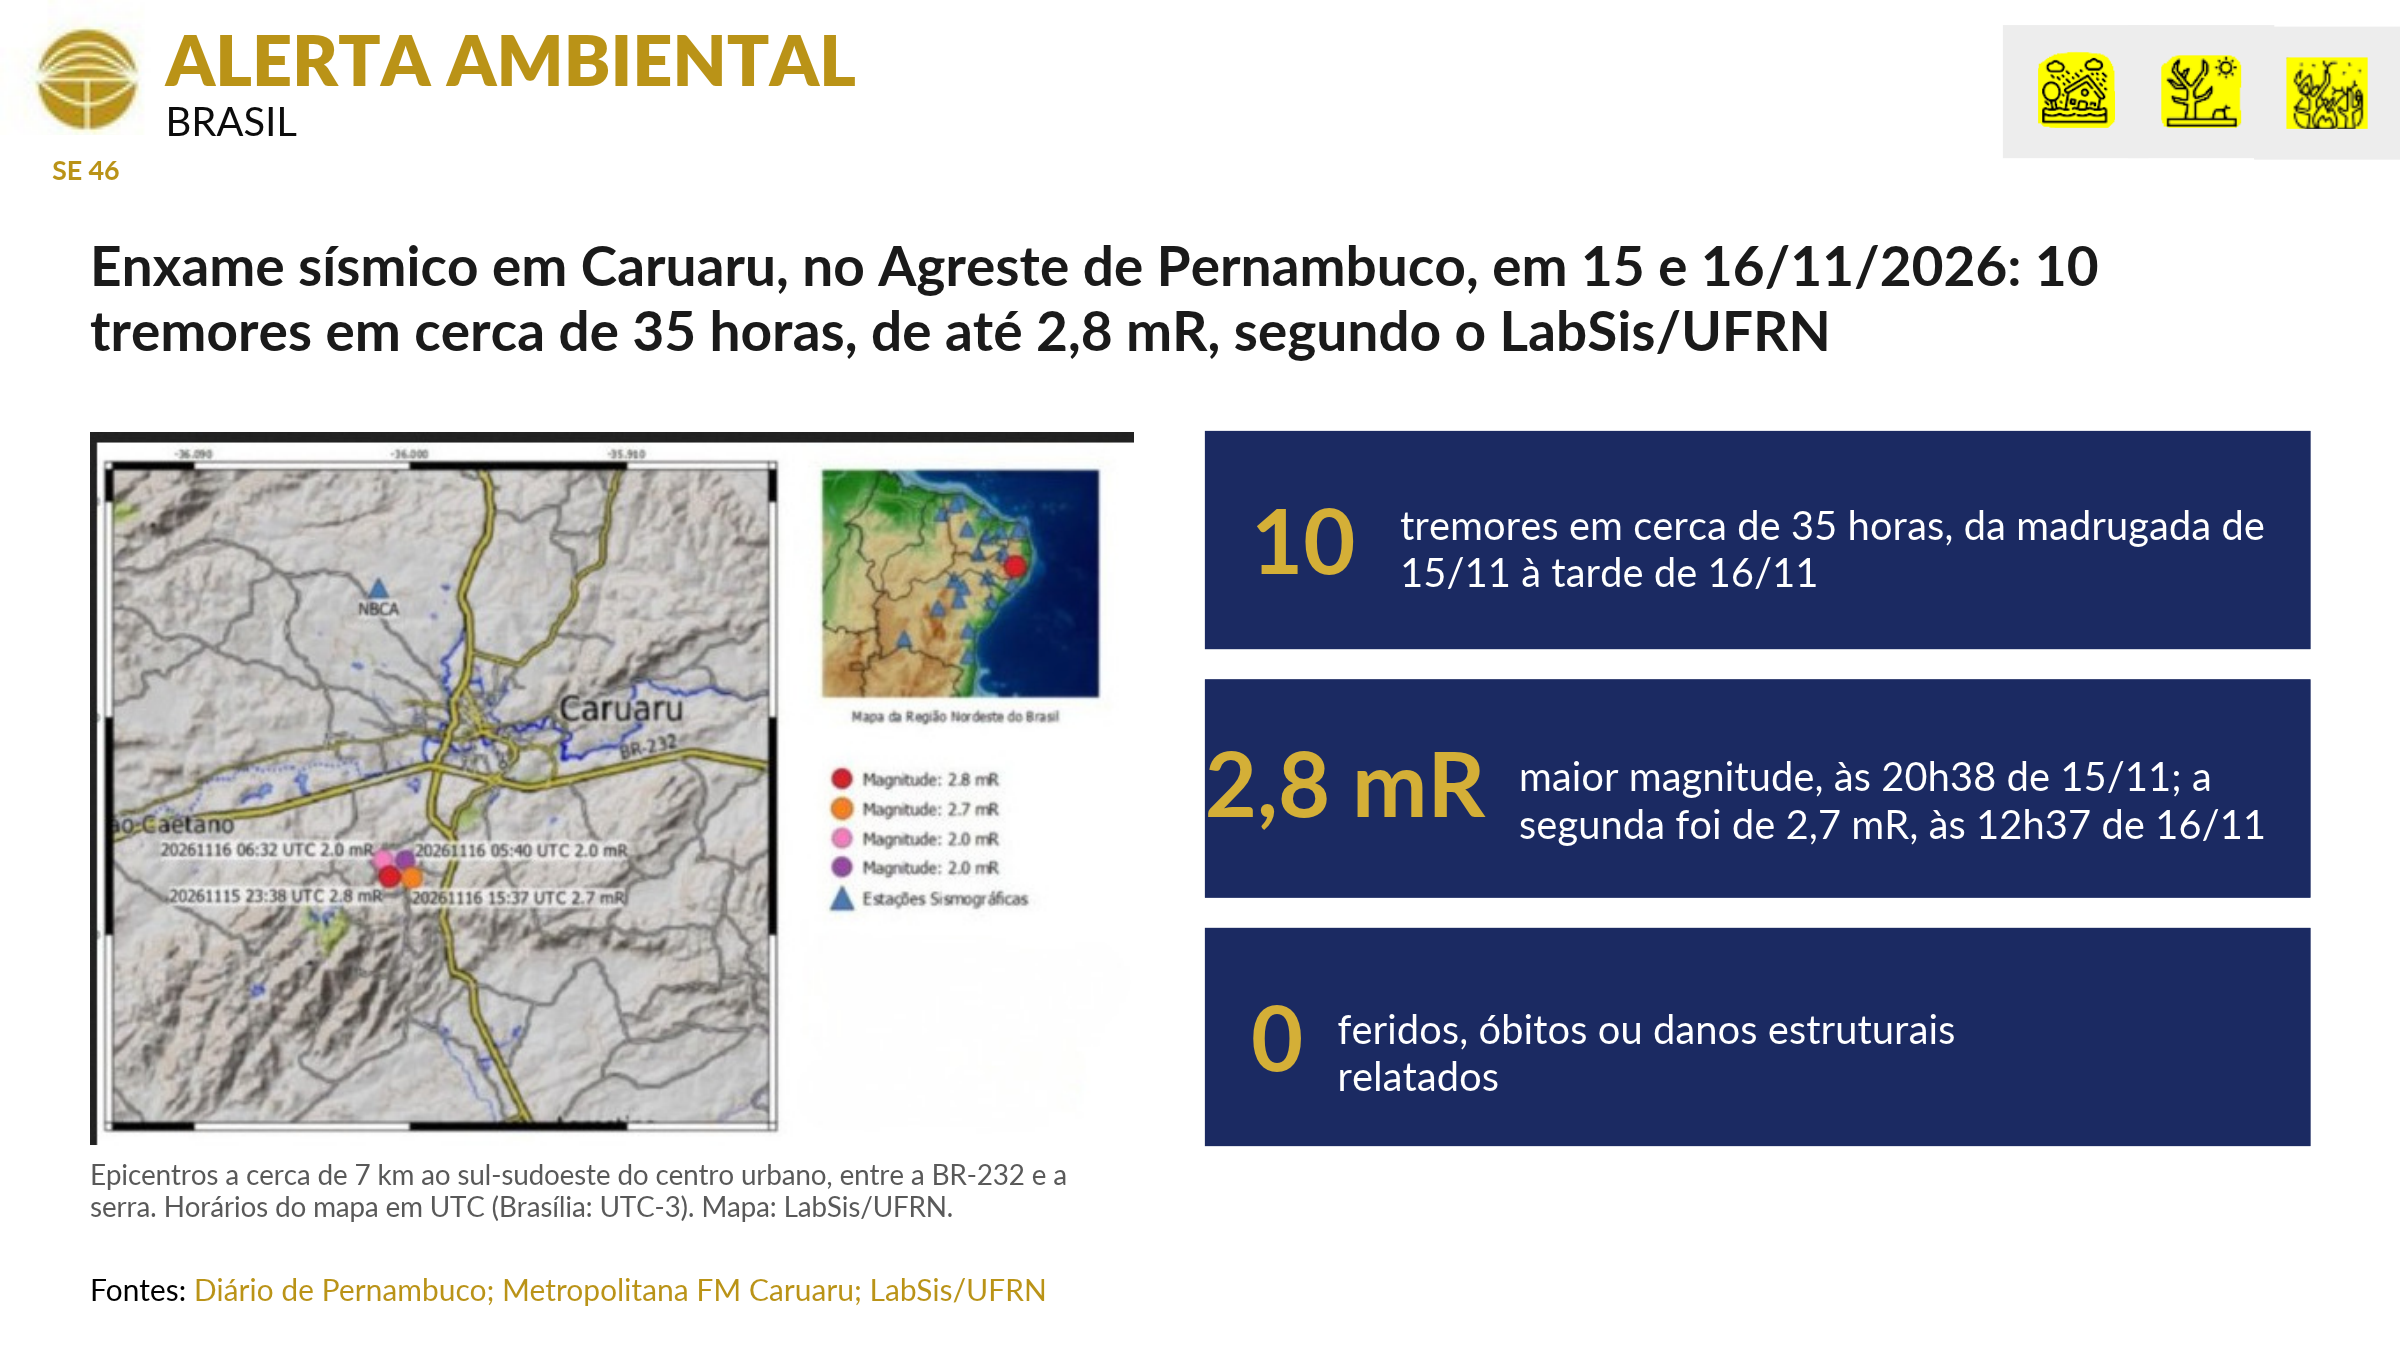 ALERTA AMBIENTAL
BRASIL
SE 46
Enxame sísmico em Caruaru, no Agreste de Pernambuco, em 15 e 16/11/2026: 10
tremores em cerca de 35 horas, de até 2,8 mR, segundo o LabSis/UFRN
-36.090 -36.000 -35.910
NBCA
Caruaru
BR-232
ão Caetano
20261116 06:32 UTC 2.0 mR 20261116 05:40 UTC 2.0 mR
20261115 23:38 UTC 2.8 mR 20261116 15:37 UTC 2.7 mR
Mapa da Região Nordeste do Brasil
Magnitude: 2.8 mR
Magnitude: 2.7 mR
Magnitude: 2.0 mR
Magnitude: 2.0 mR
Estações Sismográficas
10 tremores em cerca de 35 horas, da madrugada de
15/11 à tarde de 16/11
2,8 mR maior magnitude, às 20h38 de 15/11; a
segunda foi de 2,7 mR, às 12h37 de 16/11
0 feridos, óbitos ou danos estruturais
relatados
Epicentros a cerca de 7 km ao sul-sudoeste do centro urbano, entre a BR-232 e a
serra. Horários do mapa em UTC (Brasília: UTC-3). Mapa: LabSis/UFRN.
Fontes: Diário de Pernambuco; Metropolitana FM Caruaru; LabSis/UFRN